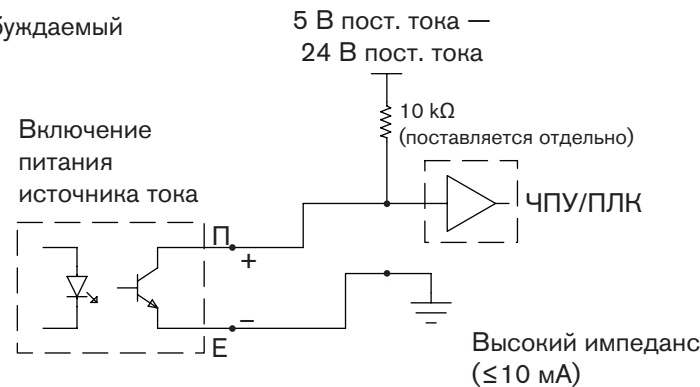 5 В пост. тока —
24 В пост. тока
10 kΩ
(поставляется отдельно)
Включение
питания
источника тока
ЧПУ/ПЛК
П
+
–
Е
Высокий импеданс
(≤10 мА)